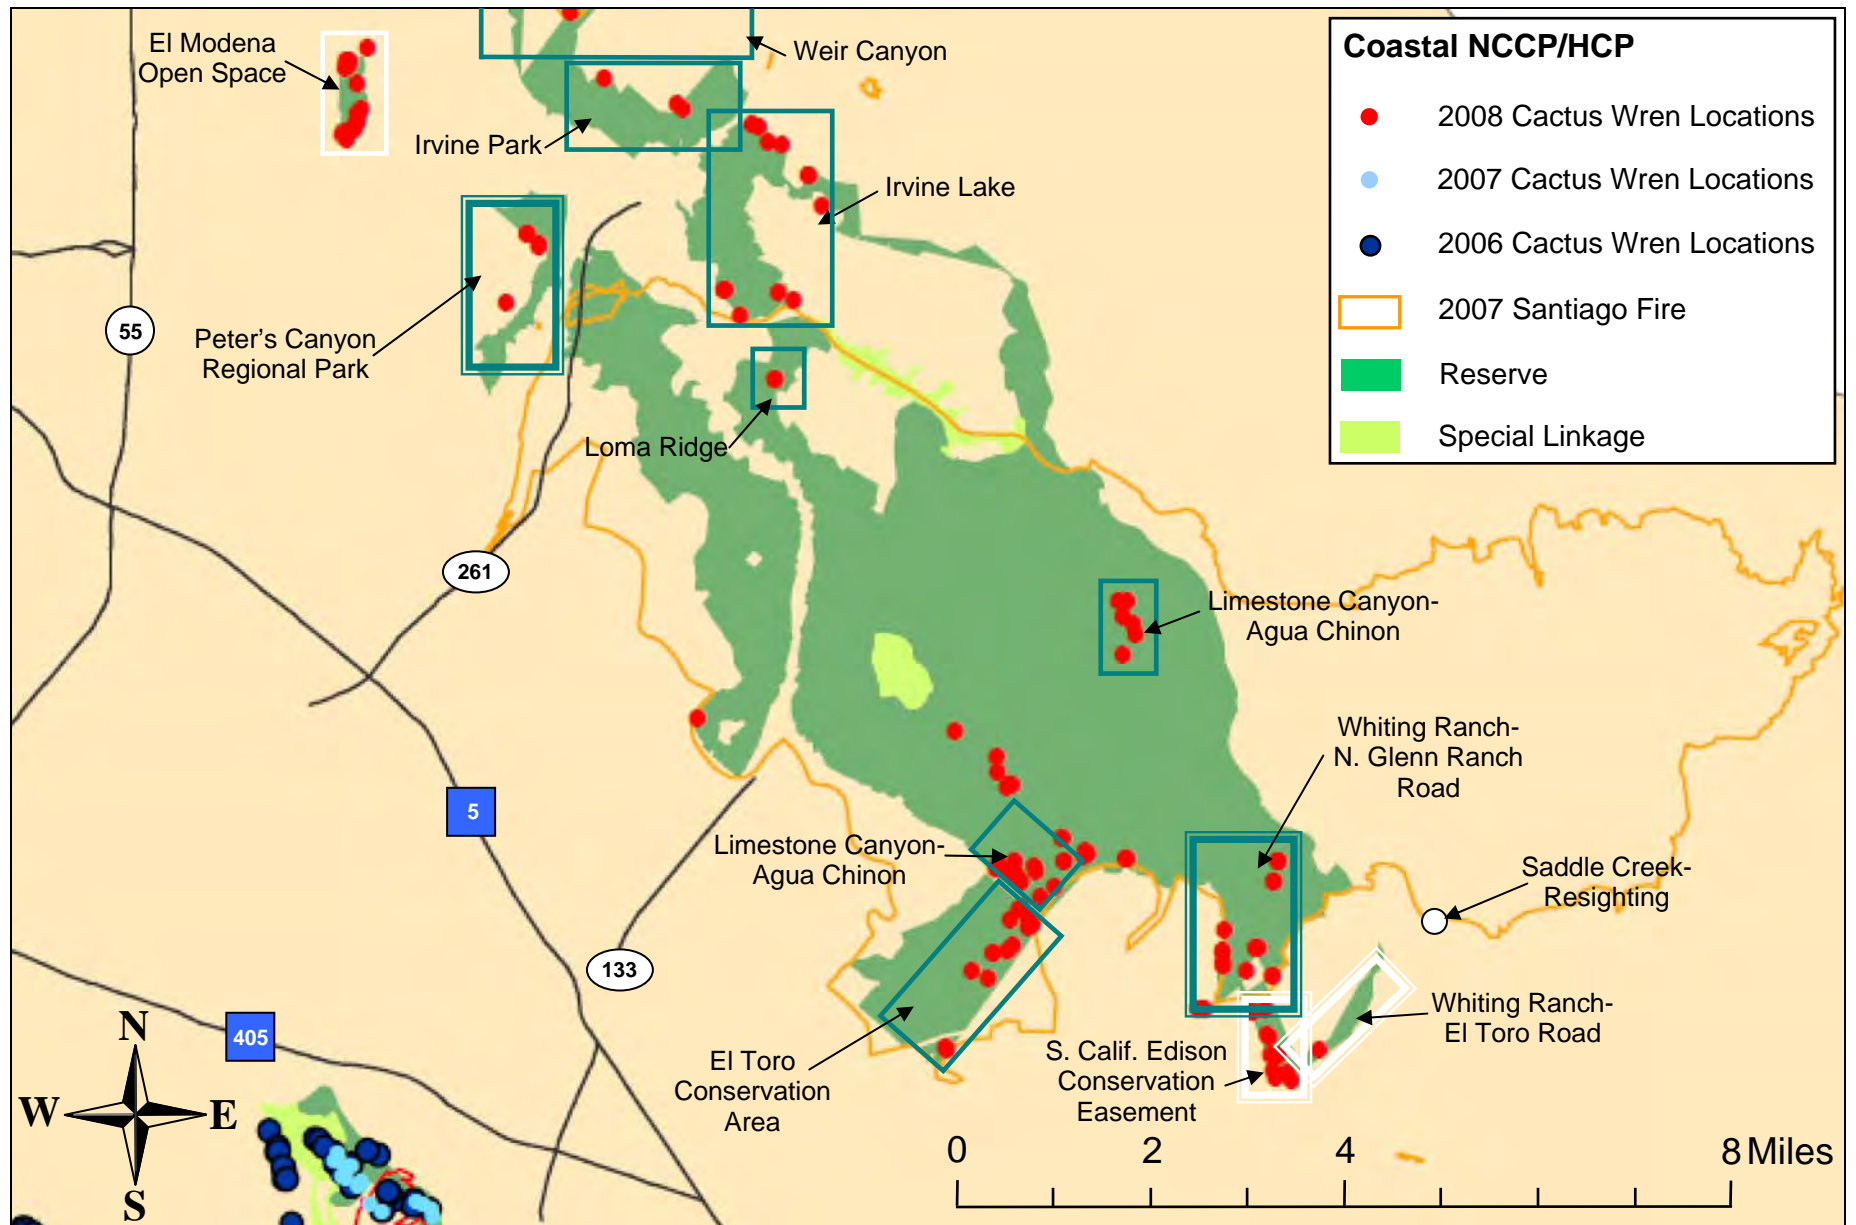 El Modena
Open Space
Weir Canyon
Irvine Park
Irvine Lake
Peter's Canyon
Regional Park
Loma Ridge
55
261
5
405
133
Limestone Canyon-
Agua Chinon
Whiting Ranch-
N. Glenn Ranch
Road
Limestone Canyon-
Agua Chinon
Saddle Creek-
Resighting
Whiting Ranch-
El Toro Road
El Toro
Conservation
Area
S. Calif. Edison
Conservation
Easement
N
W
E
S
0 2 4 8 Miles
Coastal NCCP/HCP
2008 Cactus Wren Locations
2007 Cactus Wren Locations
2006 Cactus Wren Locations
2007 Santiago Fire
Reserve
Special Linkage